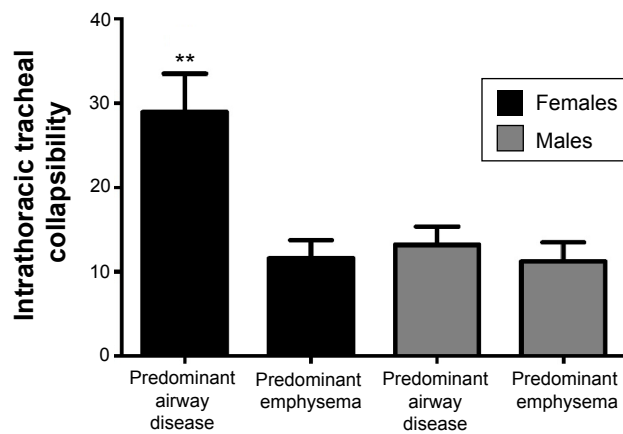 Intrathoracic tracheal
collapsibility
40
30
20
10
0
**
Females
Males
Predominant
airway
disease
Predominant
emphysema
Predominant
airway
disease
Predominant
emphysema